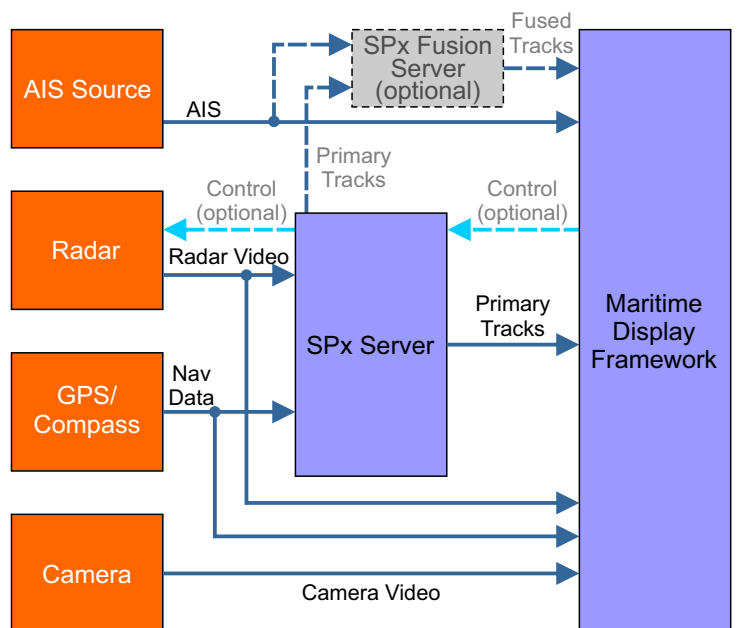 AIS Source
AIS
SPx Fusion
Server
(optional)
Fused
Tracks
Primary
Tracks
Control
(optional)
Control
(optional)
Radar
Radar Video
SPx Server
Primary
Tracks
Maritime
Display
Framework
GPS/
Compass
Nav
Data
Camera
Camera Video